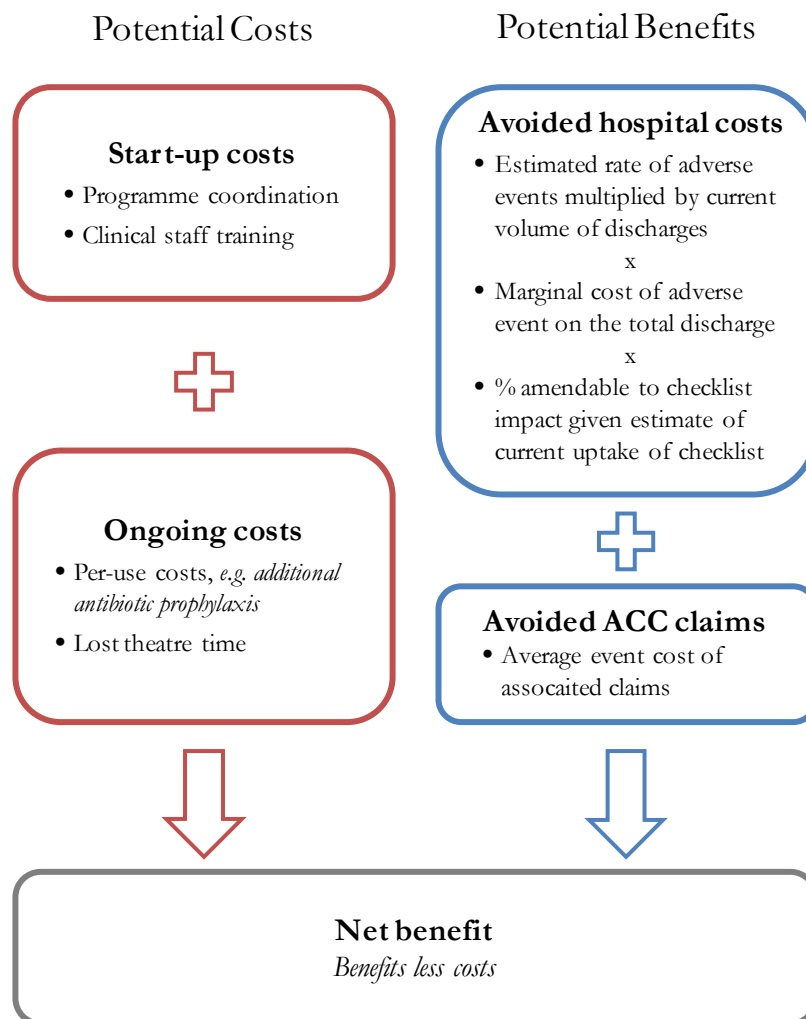 Potential Costs
Start-up costs
• Programme coordination
• Clinical staff training
Ongoing costs
• Per-use costs, e.g. additional
antibiotic prophylaxis
• Lost theatre time
Potential Benefits
Avoided hospital costs
• Estimated rate of adverse
events multiplied by current
volume of discharges
x
• Marginal cost of adverse
event on the total discharge
x
• % amendable to checklist
impact given estimate of
current uptake of checklist
Avoided ACC claims
• Average event cost of
assocaited claims
Net benefit
Benefits less costs